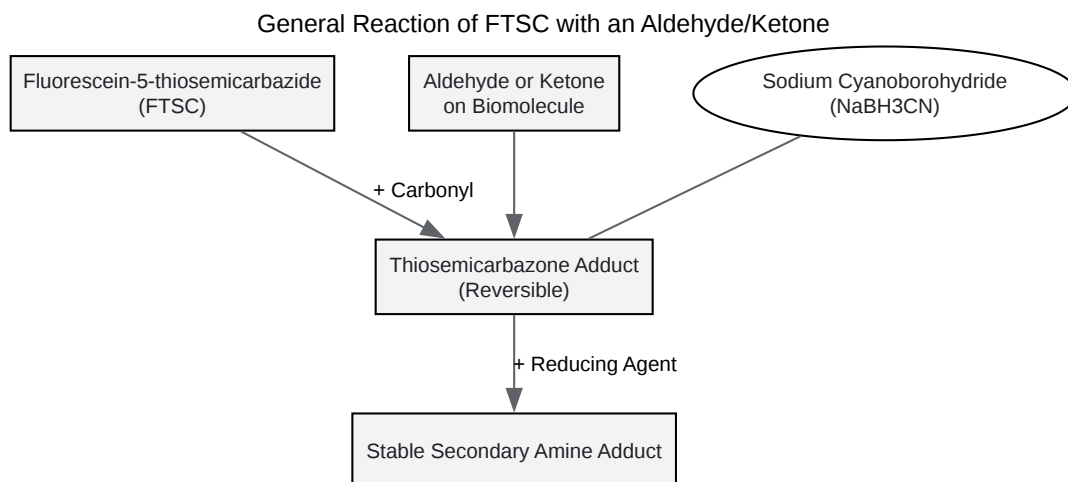 General Reaction of FTSC with an Aldehyde/Ketone
Fluorescein-5-thiosemicarbazide
(FTSC)
Aldehyde or Ketone
on Biomolecule
Sodium Cyanoborohydride
(NaBH3CN)
+ Carbonyl
Thiosemicarbazone Adduct
(Reversible)
+ Reducing Agent
Stable Secondary Amine Adduct